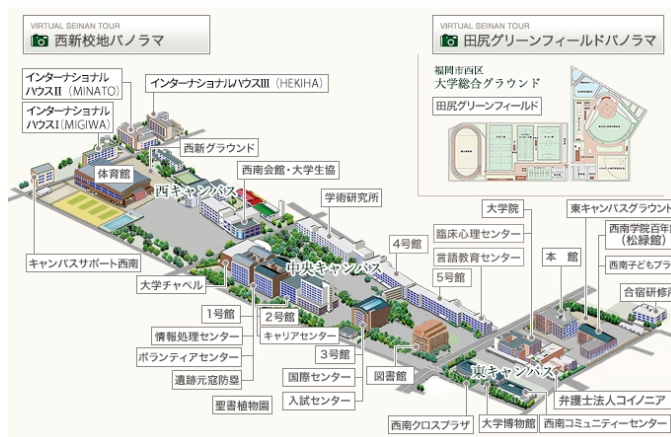 VIRTUAL SEINAN TOUR
西新校地パノラマ
VIRTUAL SEINAN TOUR
田尻グリーンフィールドパノラマ
福岡市西区
大学総合グラウンド
田尻グリーンフィールド
インターナショナル
ハウスⅡ (MINATO)
インターナショナルハウスⅢ (HEKIHA)
インターナショナル
ハウスⅠ(MIGIWA)
西新グラウンド
体育館
西南会館・大学生協
西キャンパス
学術研究所
大学院
東キャンパスグラウンド
西南学院百年館
(松緑館)
臨床心理センター
4号館
言語教育センター
本 館
西南子どもプラ
キャンパスサポート西南
中央キャンパス
5号館
大学チャペル
合宿研修所
1号館
2号館
情報処理センター
キャリアセンター
ボランティアセンター
3号館
遺跡元寇防塁
国際センター
図書館
東キャンパス
聖書植物園
入試センター
弁護士法人コイノニア
西南クロスプラザ
大学博物館
西南コミュニティーセンター